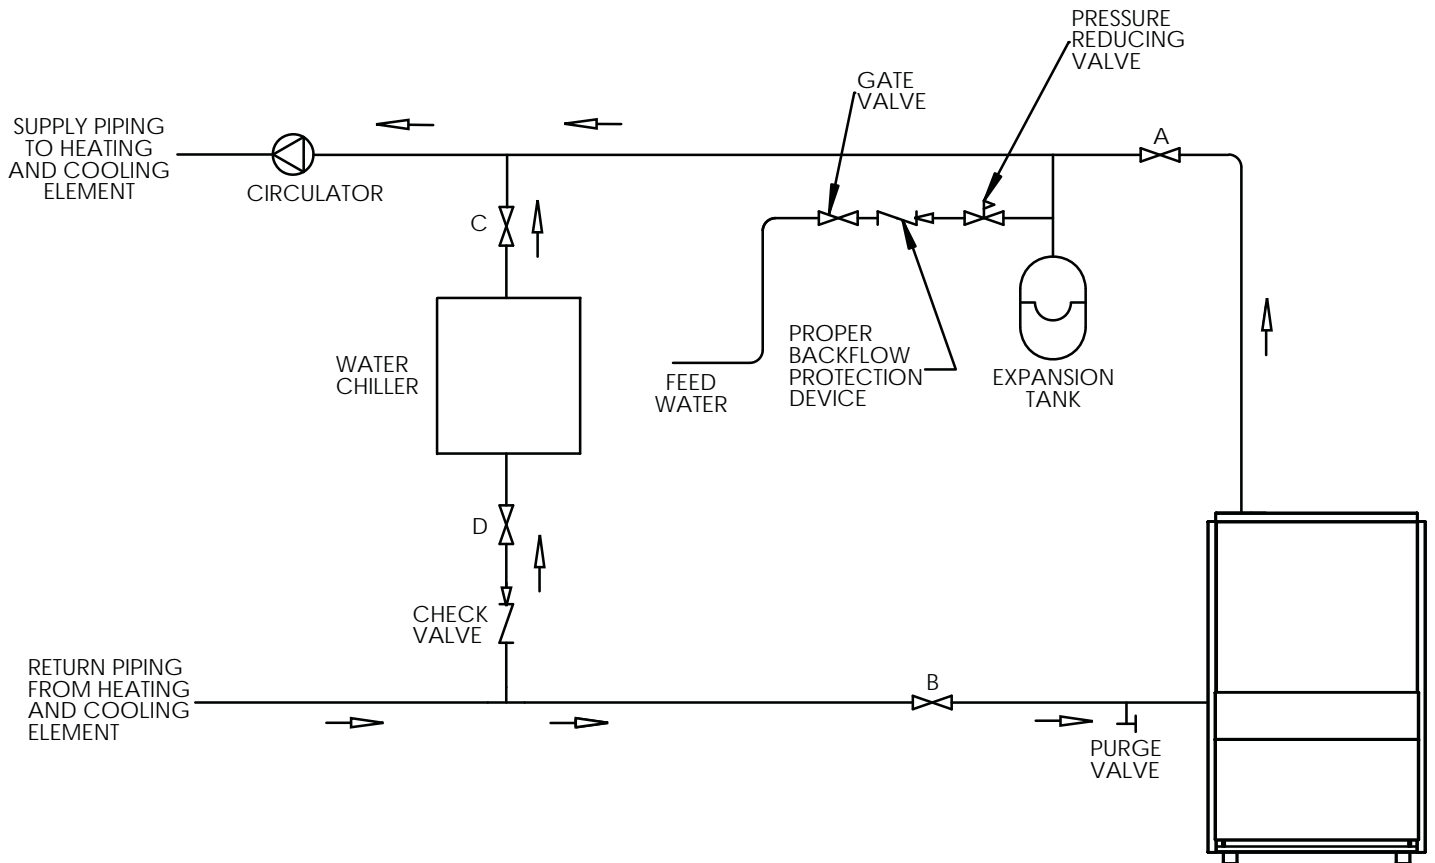 PRESSURE
REDUCING
VALVE
GATE
VALVE
SUPPLY PIPING
TO HEATING
AND COOLING
ELEMENT
CIRCULATOR
A
C
WATER
CHILLER
FEED
WATER
PROPER
BACKFLOW
PROTECTION
DEVICE
EXPANSION
TANK
D
CHECK
VALVE
RETURN PIPING
FROM HEATING
AND COOLING
ELEMENT
B
PURGE
VALVE